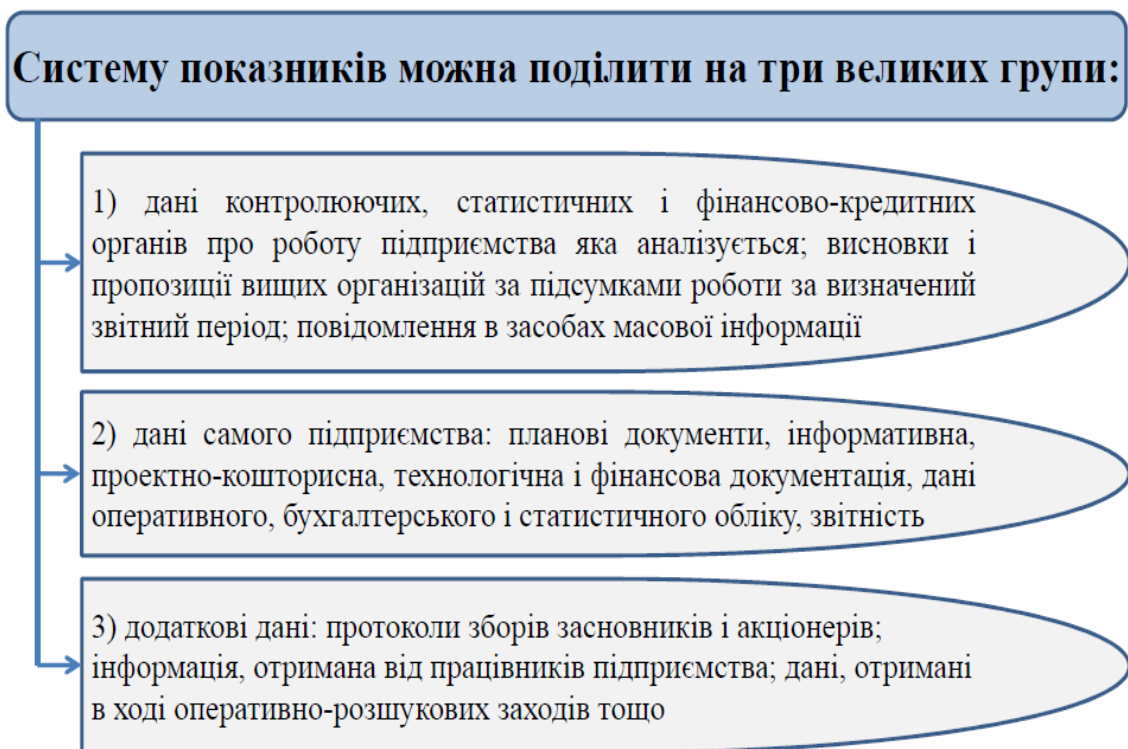 Систему показників можна поділити на три великих групи:
1) дані контролюючих, статистичних і фінансово-кредитних
органів про роботу підприємства яка аналізується; висновки і
пропозиції вищих організацій за підсумками роботи за визначений
звітний період; повідомлення в засобах масової інформації
2) дані самого підприємства: планові документи, інформативна,
проектно-кошторисна, технологічна і фінансова документація, дані
оперативного, бухгалтерського і статистичного обліку, звітність
3) додаткові дані: протоколи зборів засновників і акціонерів;
інформація, отримана від працівників підприємства; дані, отримані
в ході оперативно-розшукових заходів тощо